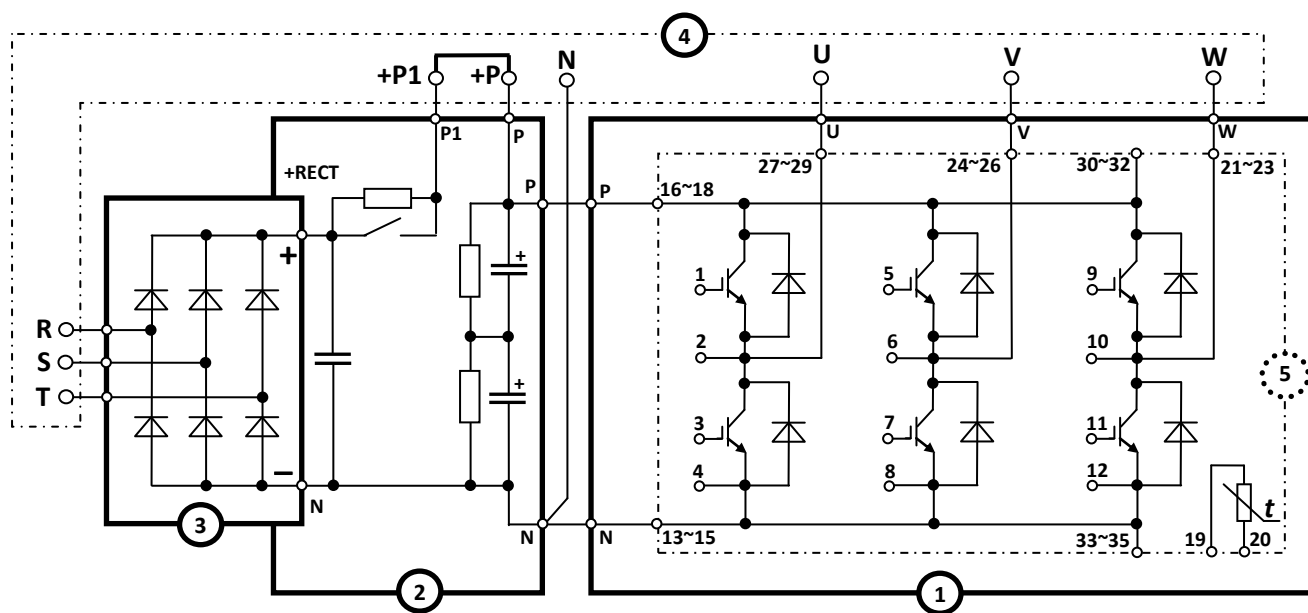 4
+P1 +P N U V W
P1 P U V W
+RECT 27~29 24~26 30~32 21~23
P P 16~18
+
+
1 5 9
R
S 2 6 10
T
5
+
3 7 11
4 8 12
−
N
t
3
N N 13~15 33~35 19 20
2 1